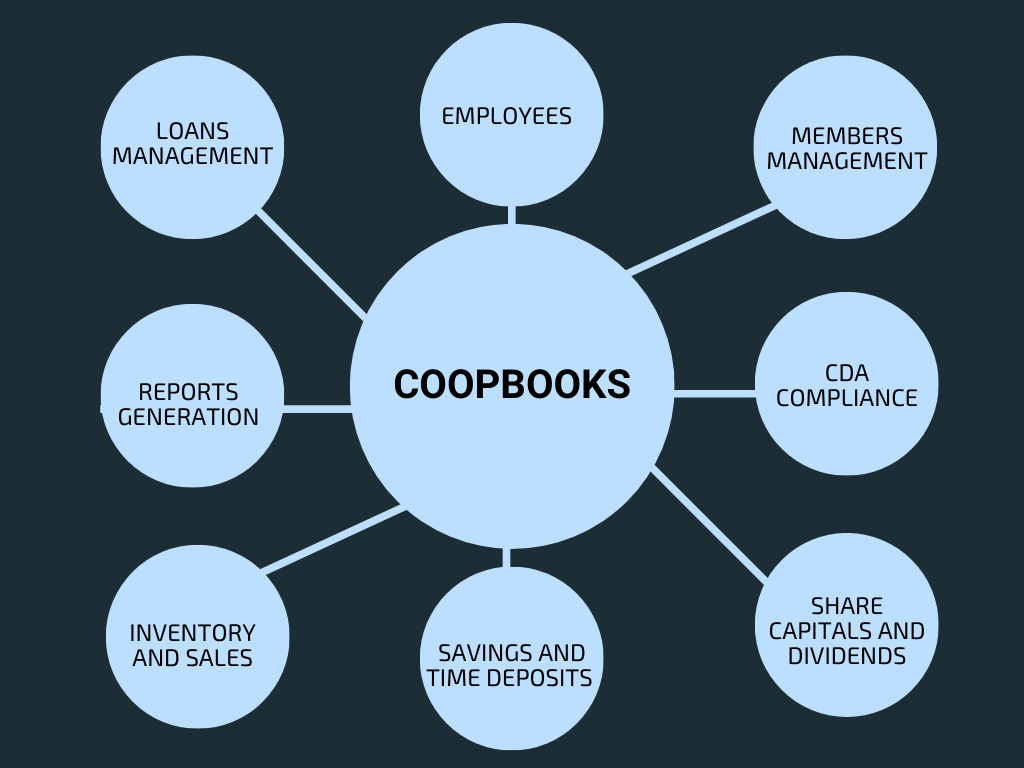 LOANS
MANAGEMENT
EMPLOYEES
MEMBERS
MANAGEMENT
REPORTS
GENERATION
COOPBOOKS
CDA
COMPLIANCE
INVENTORY
AND SALES
SAVINGS AND
TIME DEPOSITS
SHARE
CAPITALS AND
DIVIDENDS